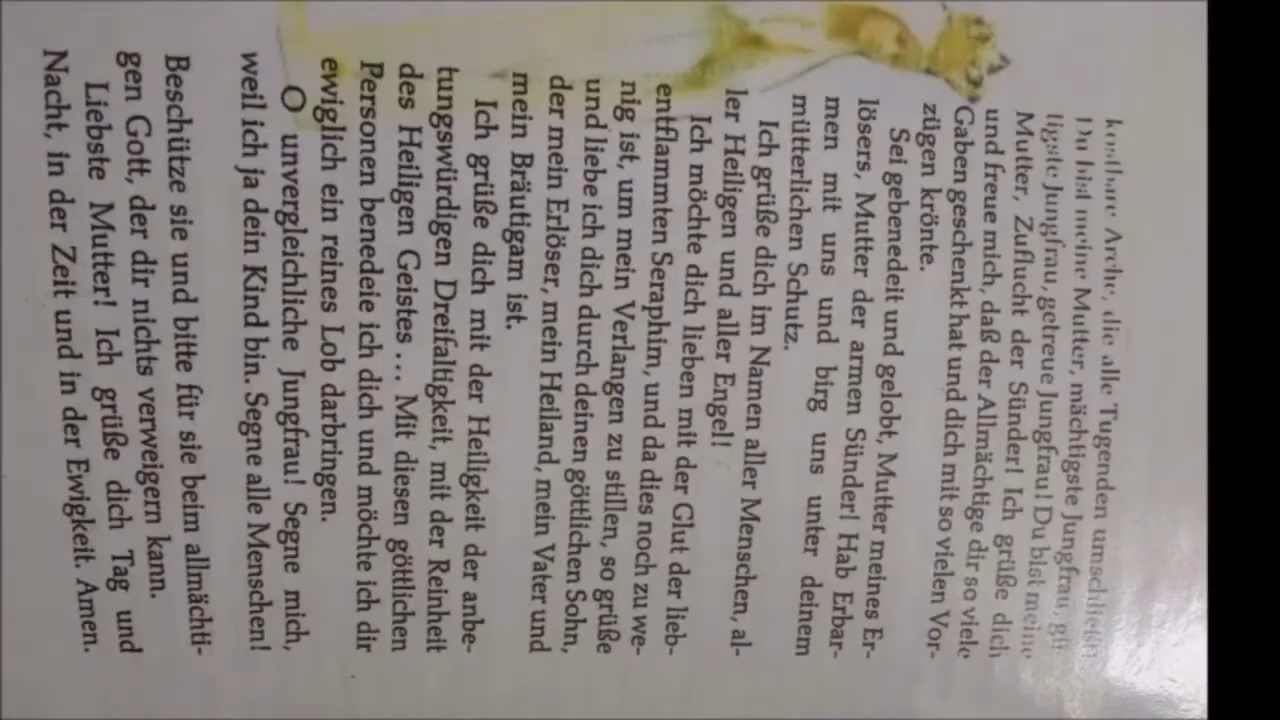 kostbare Arche, die alle Tugenden umschließt!
Du bist meine Mutter, mächtigste Jungfrau, gü-
tigste Jungfrau, getreue Jungfrau! Du bist meine
Mutter, Zuflucht der Sünder! Ich grüße dich
und freue mich, daß der Allmächtige dir so viele
Gaben geschenkt hat und dich mit so vielen Vor-
zügen krönte.
Sei gebenedeit und gelobt, Mutter meines Er-
lösers, Mutter der armen Sünder! Hab Erbar-
men mit uns und birg uns unter deinem
mütterlichen Schutz.
Ich grüße dich im Namen aller Menschen, al-
ler Heiligen und aller Engel!
Ich möchte dich lieben mit der Glut der lieb-
entflammten Seraphim, und da dies noch zu we-
nig ist, um mein Verlangen zu stillen, so grüße
und liebe ich dich durch deinen göttlichen Sohn,
der mein Erlöser, mein Heiland, mein Vater und
mein Bräutigam ist.
Ich grüße dich mit der Heiligkeit der anbe-
tungswürdigen Dreifaltigkeit, mit der Reinheit
des Heiligen Geistes ... Mit diesen göttlichen
Personen benedeie ich dich und möchte ich dir
ewiglich ein reines Lob darbringen.
O unvergleichliche Jungfrau! Segne mich,
weil ich ja dein Kind bin. Segne alle Menschen!
Beschütze sie und bitte für sie beim allmächti-
gen Gott, der dir nichts verweigern kann.
Liebste Mutter! Ich grüße dich Tag und
Nacht, in der Zeit und in der Ewigkeit. Amen.